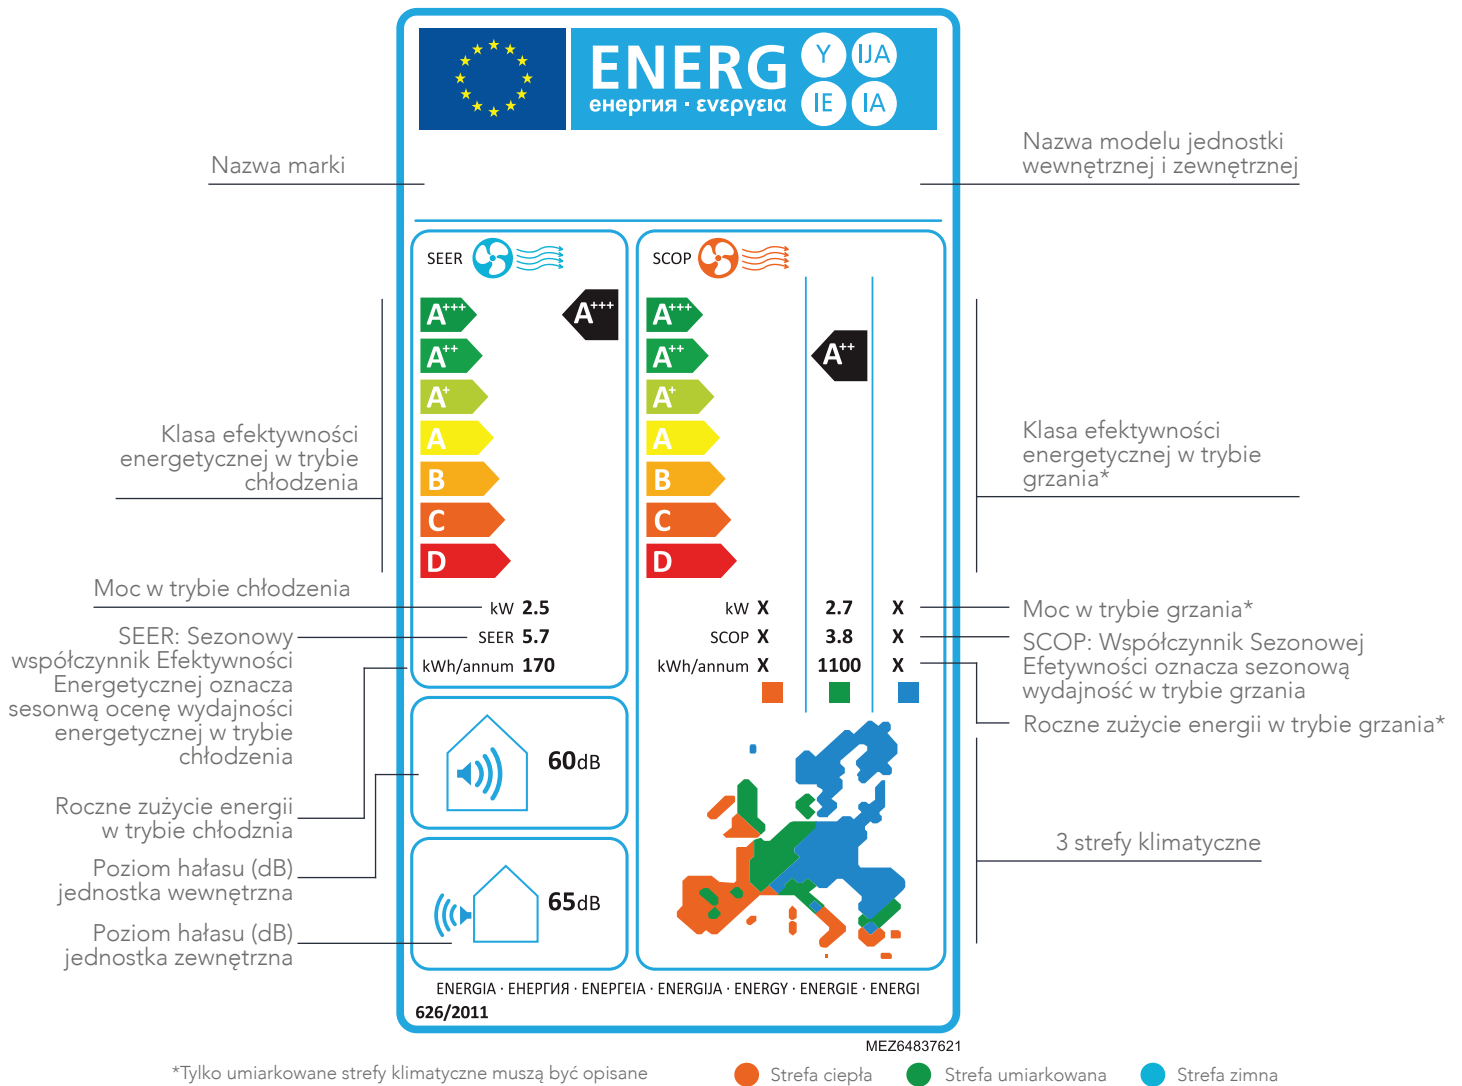 ENERG
енергия · ενεργεια
Y IJA
IE IA
Nazwa marki
Nazwa modelu jednostki
wewnętrznej i zewnętrznej
SEER
A+++
A++
A+
A
B
C
D
A+++
kW 2.5
SEER 5.7
kWh/annum 170
SCOP
A+++
A++
A+
A
B
C
D
A++
kW X 2.7 X
SCOP X 3.8 X
kWh/annum X 1100 X
60dB
65dB
Klasa efektywności
energetycznej w trybie
chłodzenia
Moc w trybie chłodzenia
SEER: Sezonowy
współczynnik Efektywności
Energetycznej oznacza
sesonwą ocenę wydajności
energetycznej w trybie
chłodzenia
Roczne zużycie energii
w trybie chłodznia
Poziom hałasu (dB)
jednostka wewnętrzna
Poziom hałasu (dB)
jednostka zewnętrzna
Klasa efektywności
energetycznej w trybie
grzania*
Moc w trybie grzania*
SCOP: Współczynnik Sezonowej
Efetywności oznacza sezonową
wydajność w trybie grzania
Roczne zużycie energii w trybie grzania*
3 strefy klimatyczne
ENERGIA · ЕНЕРГИЯ · ΕΝΕΡΓΕΙΑ · ENERGIJA · ENERGY · ENERGIE · ENERGI
626/2011
MEZ64837621
*Tylko umiarkowane strefy klimatyczne muszą być opisane
Strefa ciepła
Strefa umiarkowana
Strefa zimna